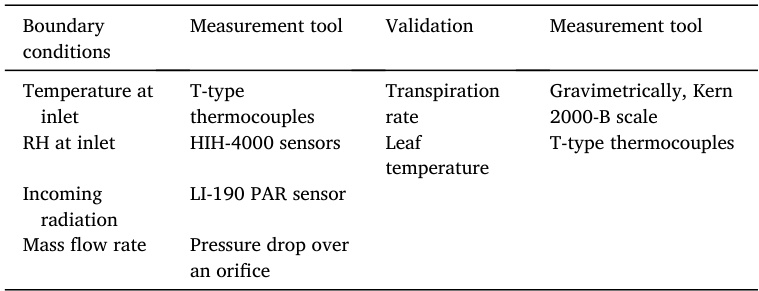 Boundary conditions | Measurement tool | Validation | Measurement tool
Temperature at inlet | T-type thermocouples | Transpiration rate | Gravimetrically, Kern 2000-B scale
RH at inlet | HIH-4000 sensors | Leaf temperature | T-type thermocouples
Incoming radiation | LI-190 PAR sensor
Mass flow rate | Pressure drop over an orifice